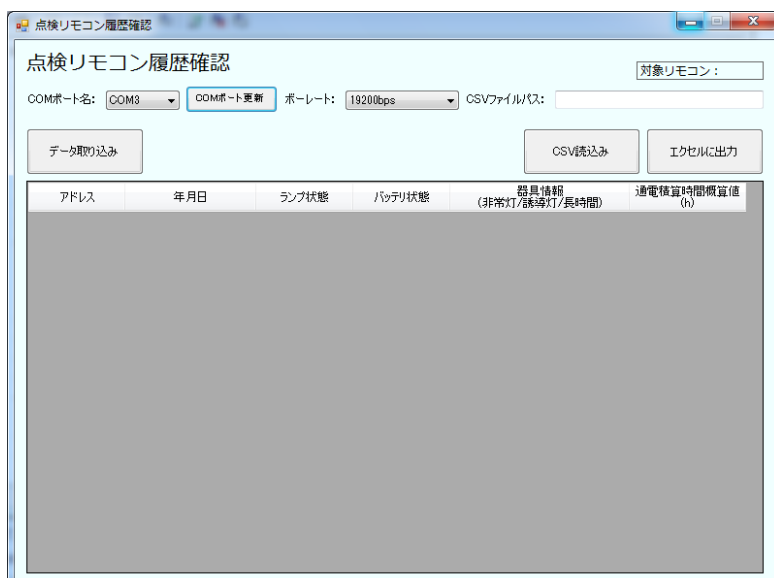 点検リモコン履歴確認
点検リモコン履歴確認
対象リモコン：
COMポート名: COM3 COMポート更新 ボーレート: 19200bps CSVファイルパス:
データ取り込み CSV読込み エクセルに出力
アドレス 年月日 ランプ状態 バッテリ状態 器具情報 通電積算時間概算値
(非常灯/誘導灯/長時間) (h)